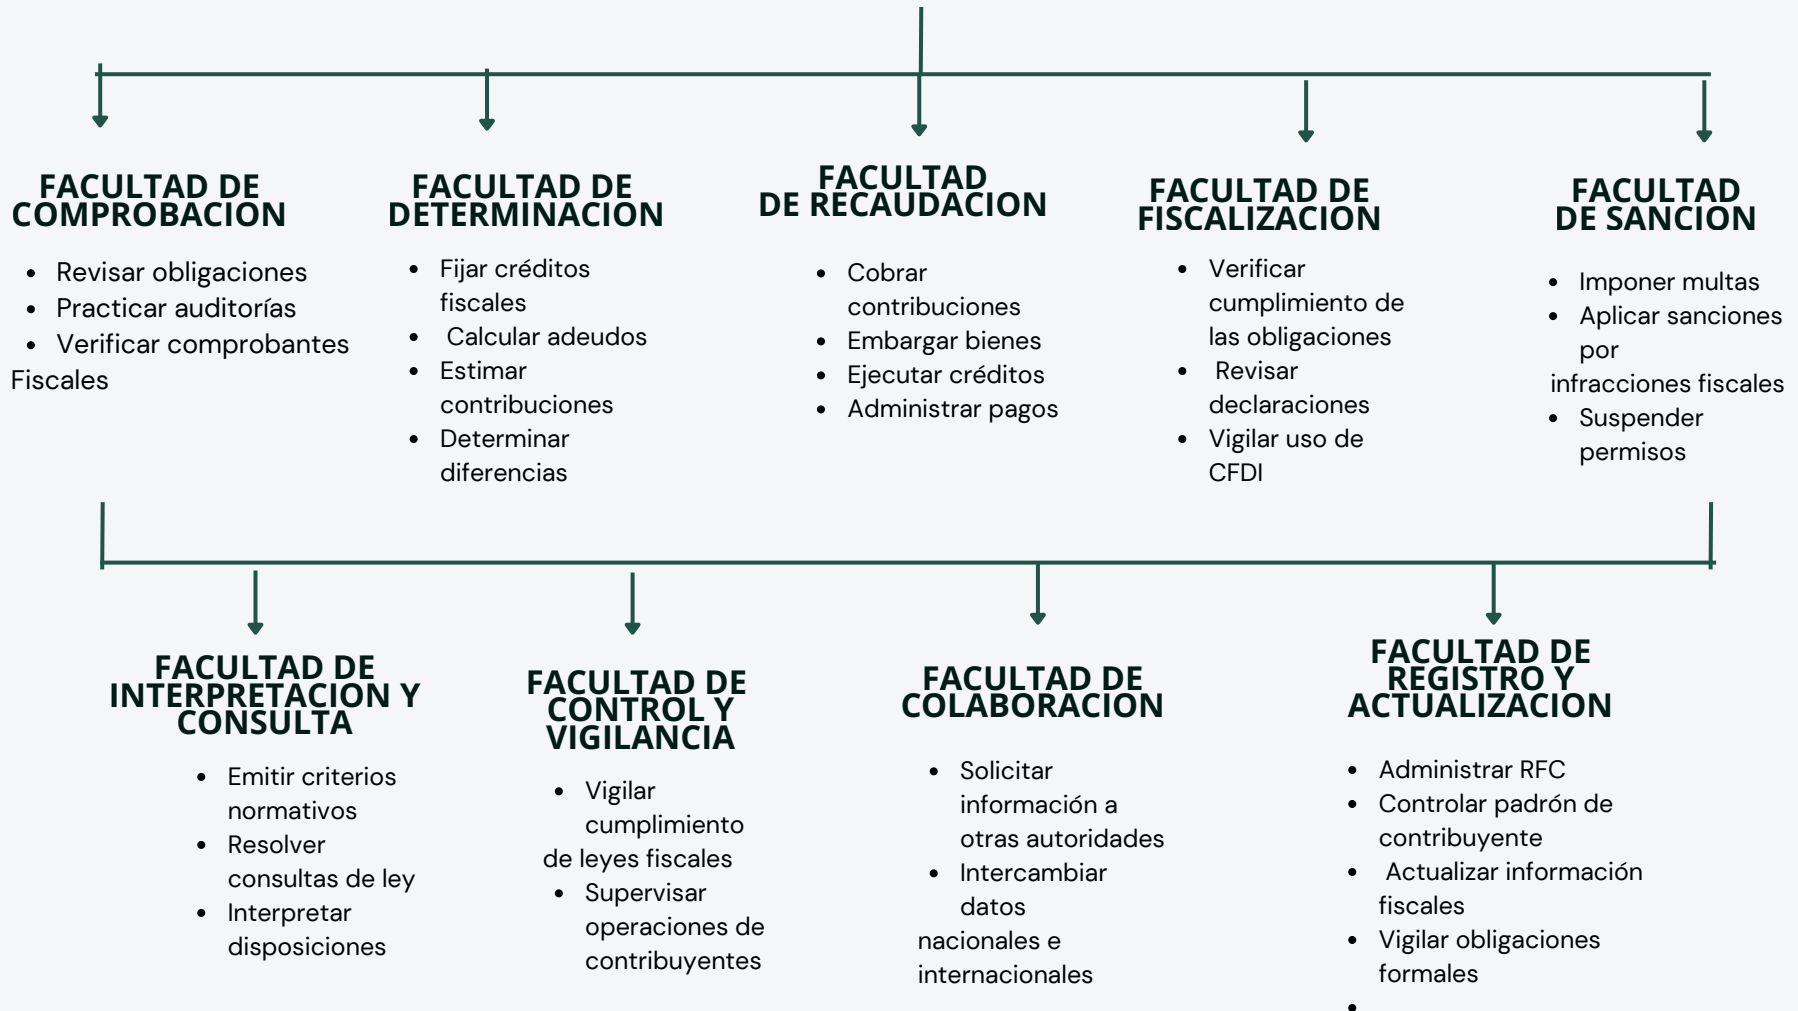 FACULTAD DE
COMPROBACION
• Revisar obligaciones
• Practicar auditorías
• Verificar comprobantes
Fiscales
FACULTAD DE
DETERMINACION
• Fijar créditos
fiscales
• Calcular adeudos
• Estimar
contribuciones
• Determinar
diferencias
FACULTAD
DE RECAUDACION
• Cobrar
contribuciones
• Embargar bienes
• Ejecutar créditos
• Administrar pagos
FACULTAD DE
FISCALIZACION
• Verificar
cumplimiento de
las obligaciones
• Revisar
declaraciones
• Vigilar uso de
CFDI
FACULTAD
DE SANCION
• Imponer multas
• Aplicar sanciones
por
infracciones fiscales
• Suspender
permisos
FACULTAD DE
INTERPRETACION Y
CONSULTA
• Emitir criterios
normativos
• Resolver
consultas de ley
• Interpretar
disposiciones
FACULTAD DE
CONTROL Y
VIGILANCIA
• Vigilar
cumplimiento
de leyes fiscales
• Supervisar
operaciones de
contribuyentes
FACULTAD DE
COLABORACION
• Solicitar
información a
otras autoridades
• Intercambiar
datos
nacionales e
internacionales
FACULTAD DE
REGISTRO Y
ACTUALIZACION
• Administrar RFC
• Controlar padrón de
contribuyente
• Actualizar información
fiscales
• Vigilar obligaciones
formales
•